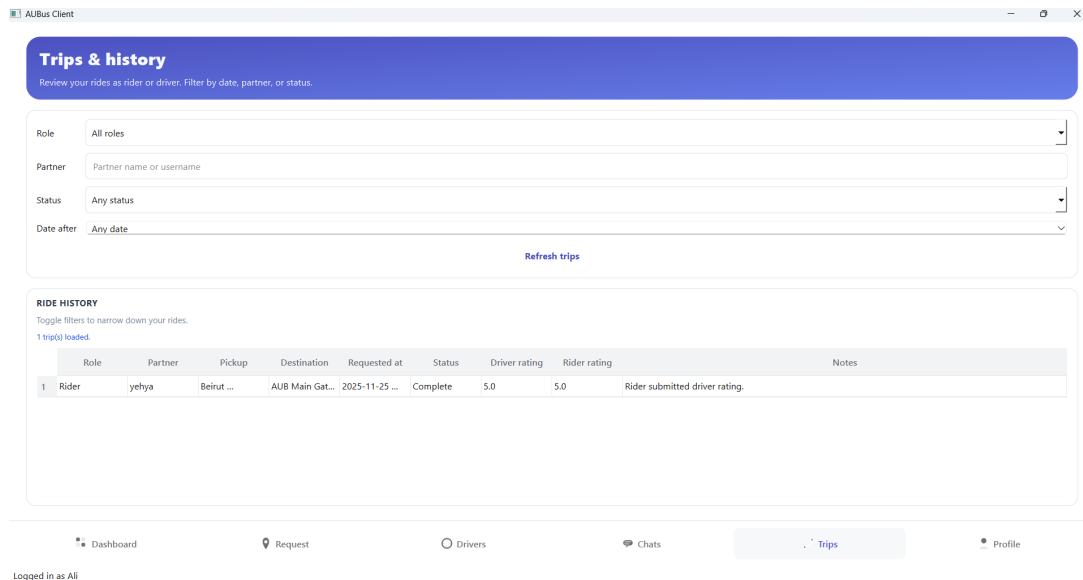 AUBus Client
Trips & history
Review your rides as rider or driver. Filter by date, partner, or status.
Role All roles
Partner Partner name or username
Status Any status
Date after Any date
Refresh trips
RIDE HISTORY
Toggle filters to narrow down your rides.
1 trip(s) loaded.
Role Partner Pickup Destination Requested at Status Driver rating Rider rating Notes
1 Rider yehya Beirut ... AUB Main Gat... 2025-11-25 ... Complete 5.0 5.0 Rider submitted driver rating.
Dashboard Request Drivers Chats Trips Profile
Logged in as Ali